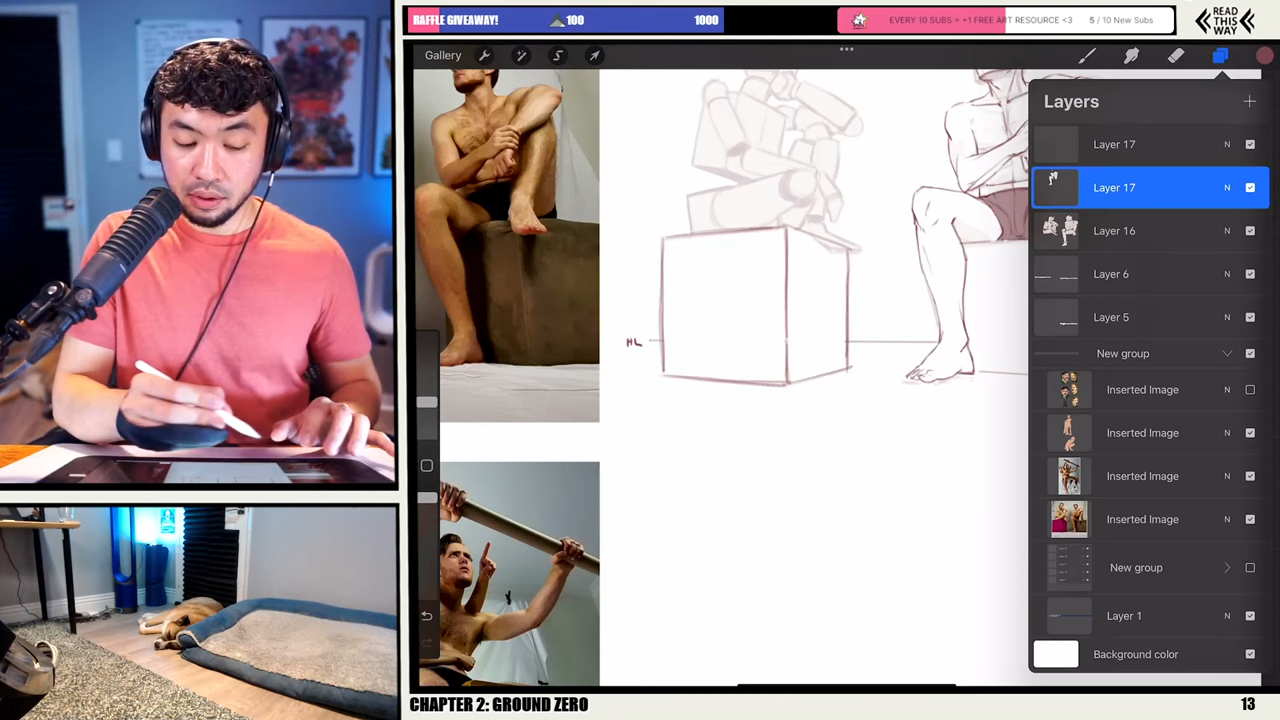 RAFFLE GIVEAWAY!
100
1000
EVERY 10 SUBS = +1 FREE ART RESOURCE <3
5 / 10 New Subs
READ
THIS
WAY
Gallery
Layers
Layer 17
N
Layer 17
N
Layer 16
N
Layer 6
N
Layer 5
N
New group
Inserted Image
N
Inserted Image
N
Inserted Image
N
Inserted Image
N
New group
Layer 1
N
Background color
HL
CHAPTER 2: GROUND ZERO
13